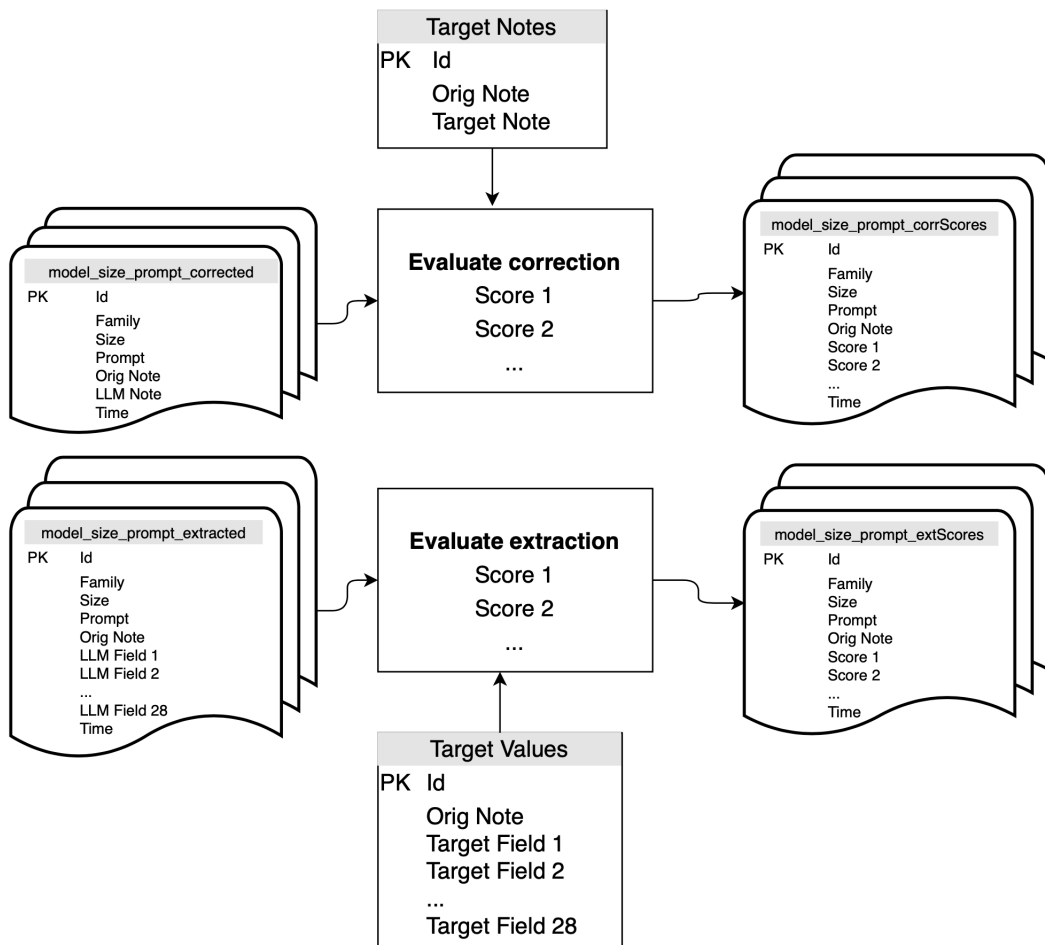 Target Notes
PK Id
Orig Note
Target Note
model_size_prompt_corrected
PK Id
Family
Size
Prompt
Orig Note
LLM Note
Time
Evaluate correction
Score 1
Score 2
...
model_size_prompt_corrScores
PK Id
Family
Size
Prompt
Orig Note
Score 1
Score 2
...
Time
model_size_prompt_extracted
PK Id
Family
Size
Prompt
Orig Note
LLM Field 1
LLM Field 2
...
LLM Field 28
Time
Evaluate extraction
Score 1
Score 2
...
model_size_prompt_extScores
PK Id
Family
Size
Prompt
Orig Note
Score 1
Score 2
...
Time
Target Values
PK Id
Orig Note
Target Field 1
Target Field 2
...
Target Field 28